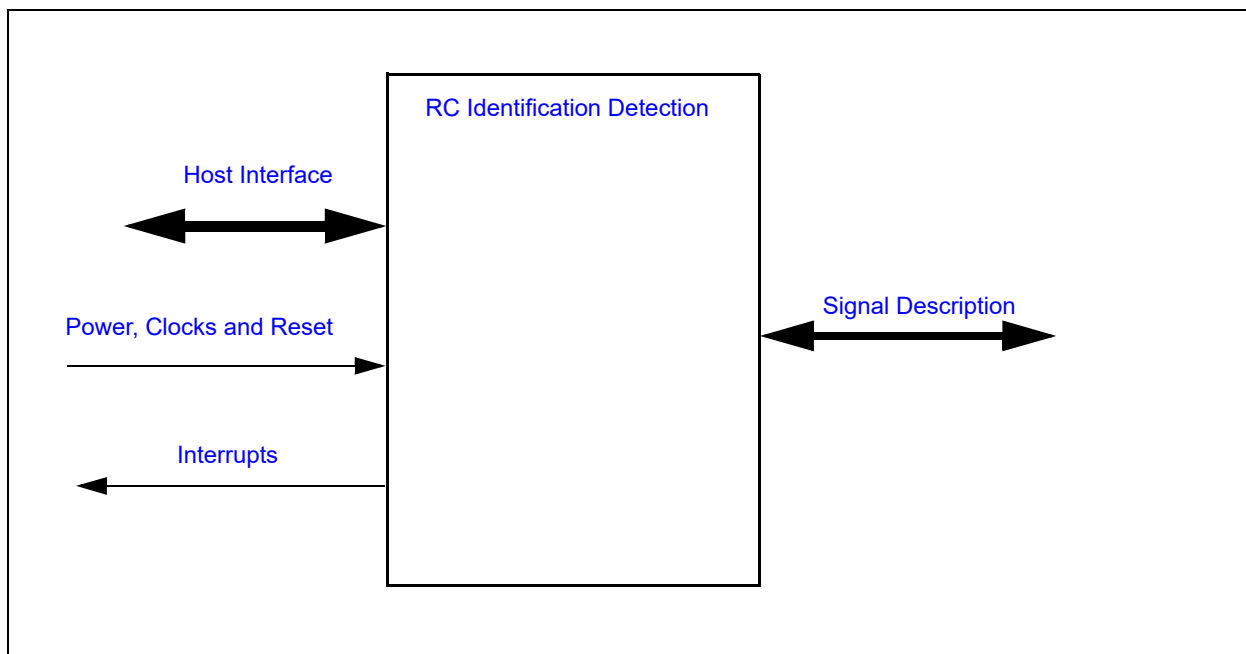 RC Identification Detection
Host Interface
Signal Description
Power, Clocks and Reset
Interrupts